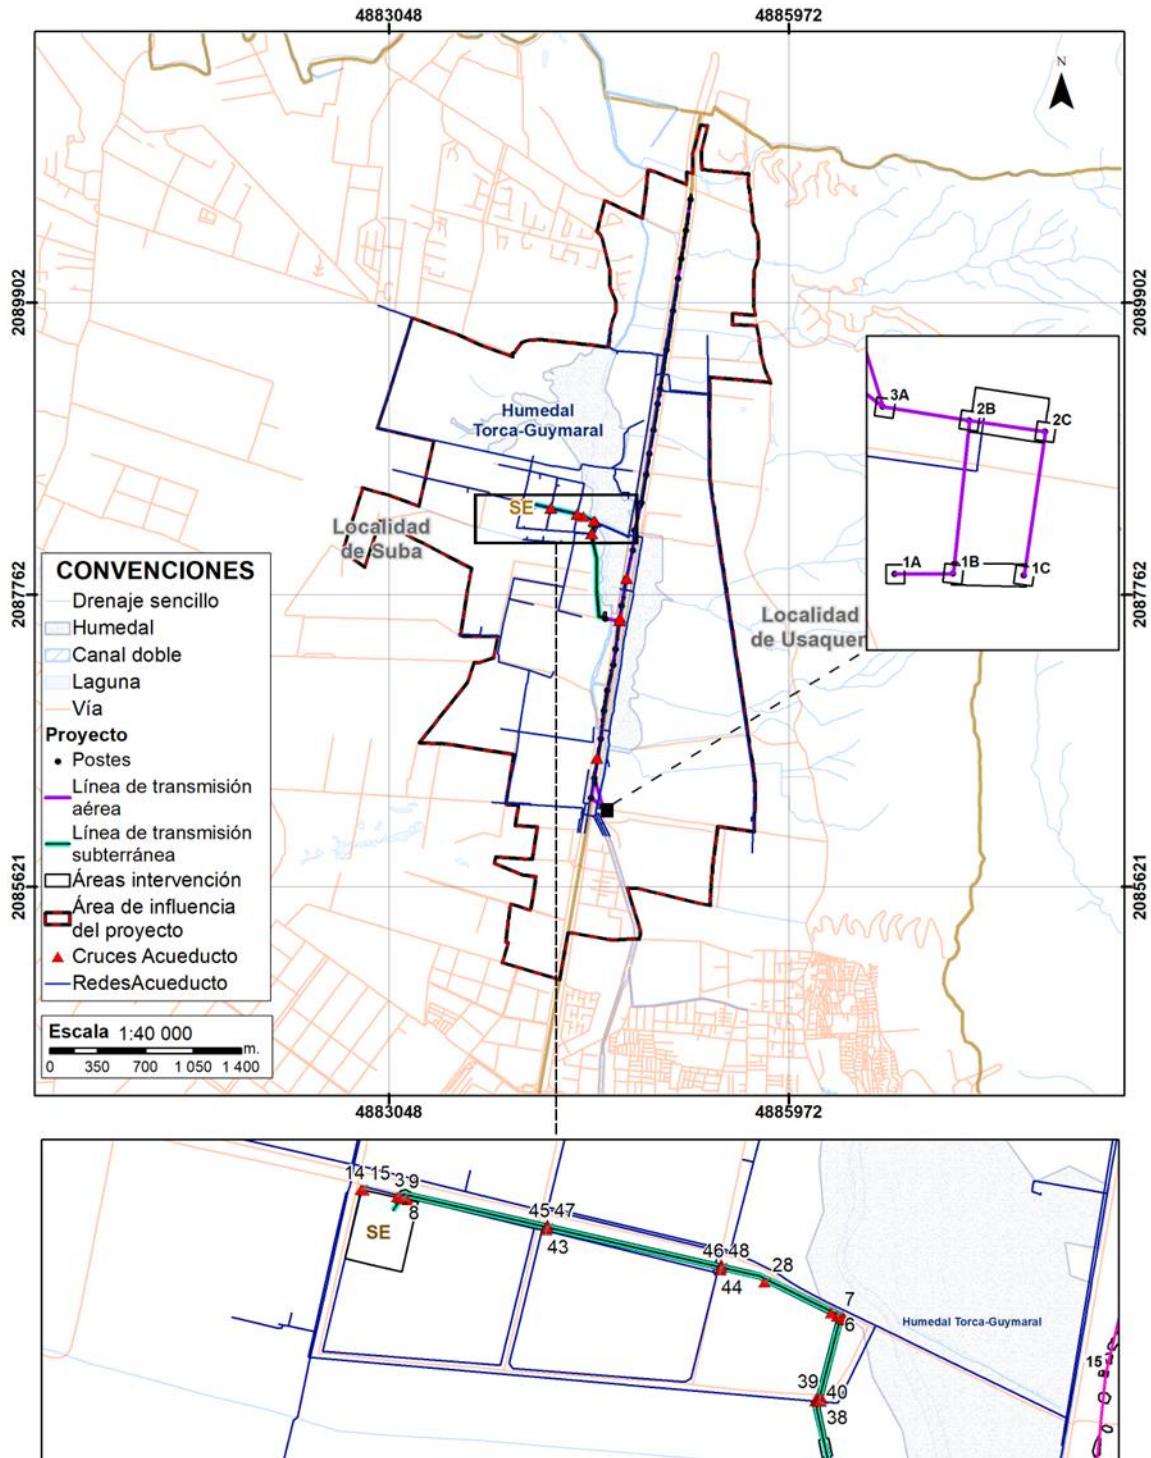 4883048
4885972
N
2089902
2089902
Humedal
Torca-Guymaral
3A
2B
2C
1A
1B
1C
SE
Localidad
de Suba
2087762
2087762
Localidad
de Usaquer
CONVENCIONES
Drenaje sencillo
Humedal
Canal doble
Laguna
Vía
Proyecto
Postes
Línea de transmisión
aérea
Línea de transmisión
subterránea
Áreas intervención
Área de influencia
del proyecto
Cruces Acueducto
RedesAcueducto
2085621
2085621
Escala 1:40 000
m.
0 350 700 1 050 1 400
4883048
4885972
14 15 3 9
8
SE
45 47
43
46 48
44
28
7
6
Humedal Torca-Guymaral
15
39
40
38